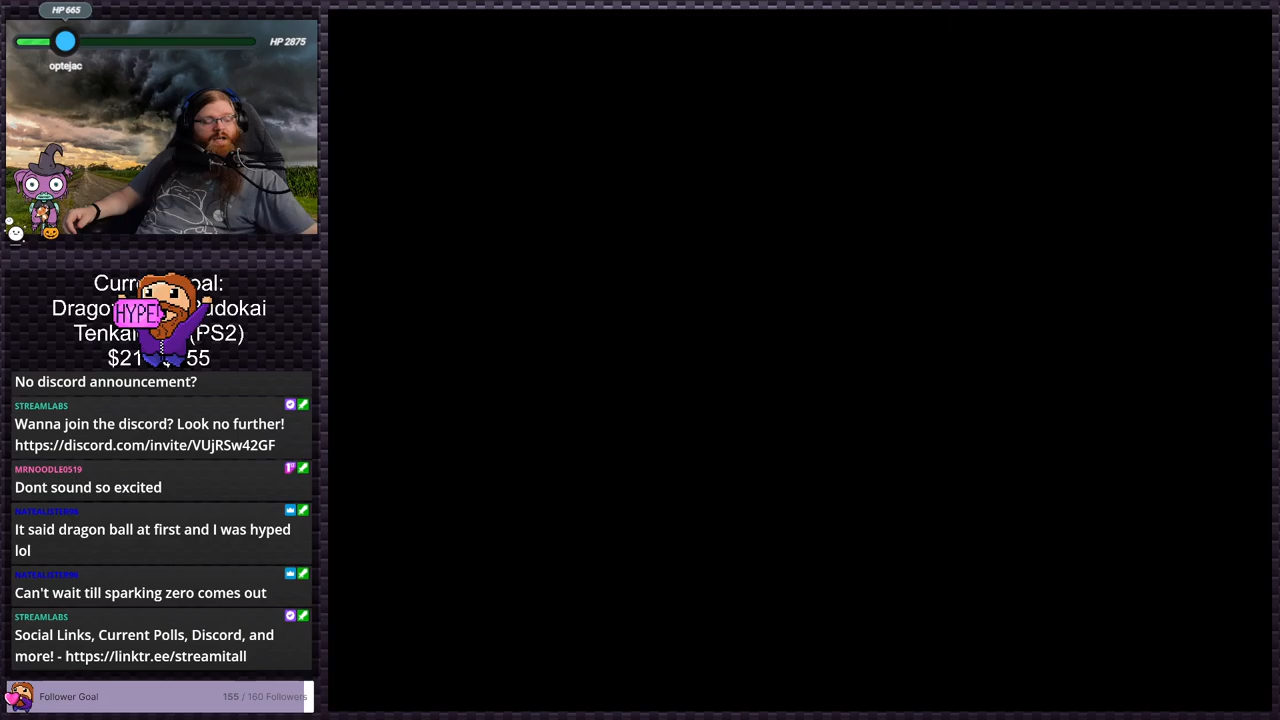 HP 665
HP 2875
optejac
Curr oal:
Drago udokai
Tenkai (PS2)
$21 55
HYPE!
No discord announcement?
STREAMLABS
Wanna join the discord? Look no further!
https://discord.com/invite/VUjRSw42GF
MRNOODLE0519
Dont sound so excited
It said dragon ball at first and I was hyped
lol
Can't wait till sparking zero comes out
STREAMLABS
Social Links, Current Polls, Discord, and
more! - https://linktr.ee/streamitall
Follower Goal
155 / 160 Followers